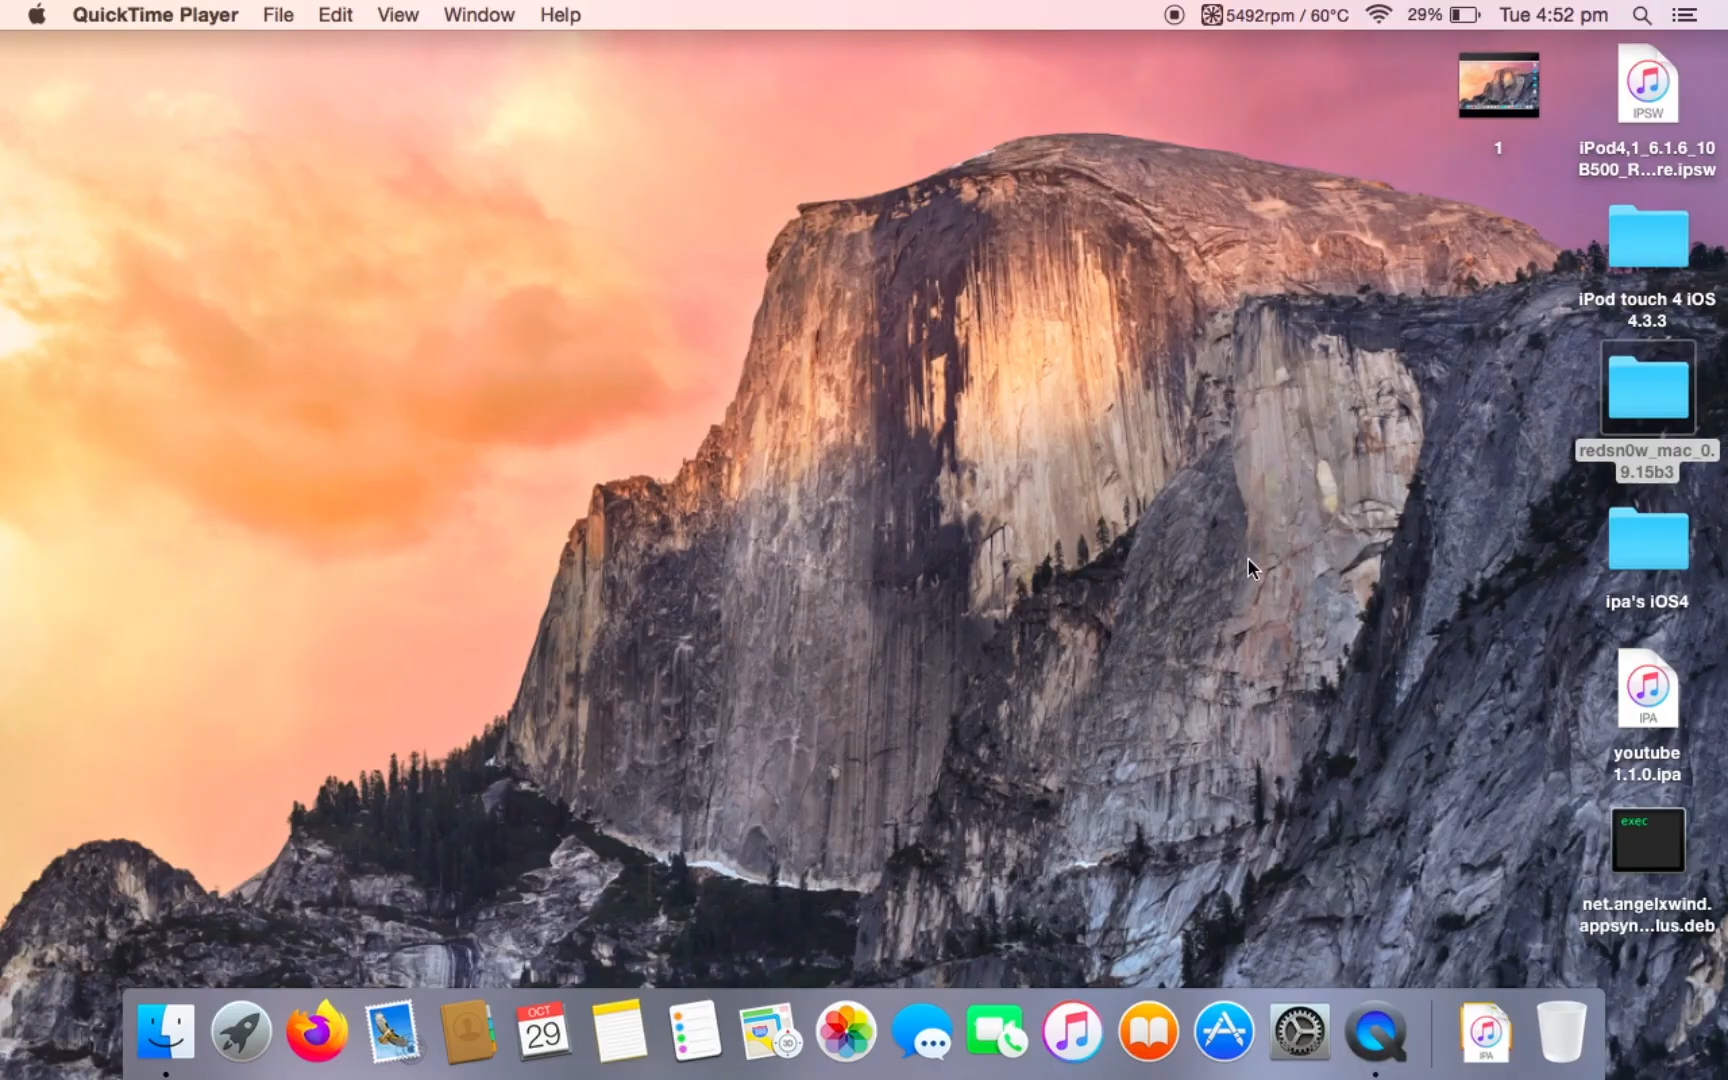 QuickTime Player File Edit View Window Help 5492rpm / 60°C 29% Tue 4:52 pm
1
IPSW
iPod4,1_6.1.6_10
B500_R...re.ipsw
iPod touch 4 iOS
4.3.3
redsn0w_mac_0.
9.15b3
ipa's iOS4
IPA
youtube
1.1.0.ipa
exec
net.angelxwind.
appsyn...lus.deb
OCT
29
3D
IPA